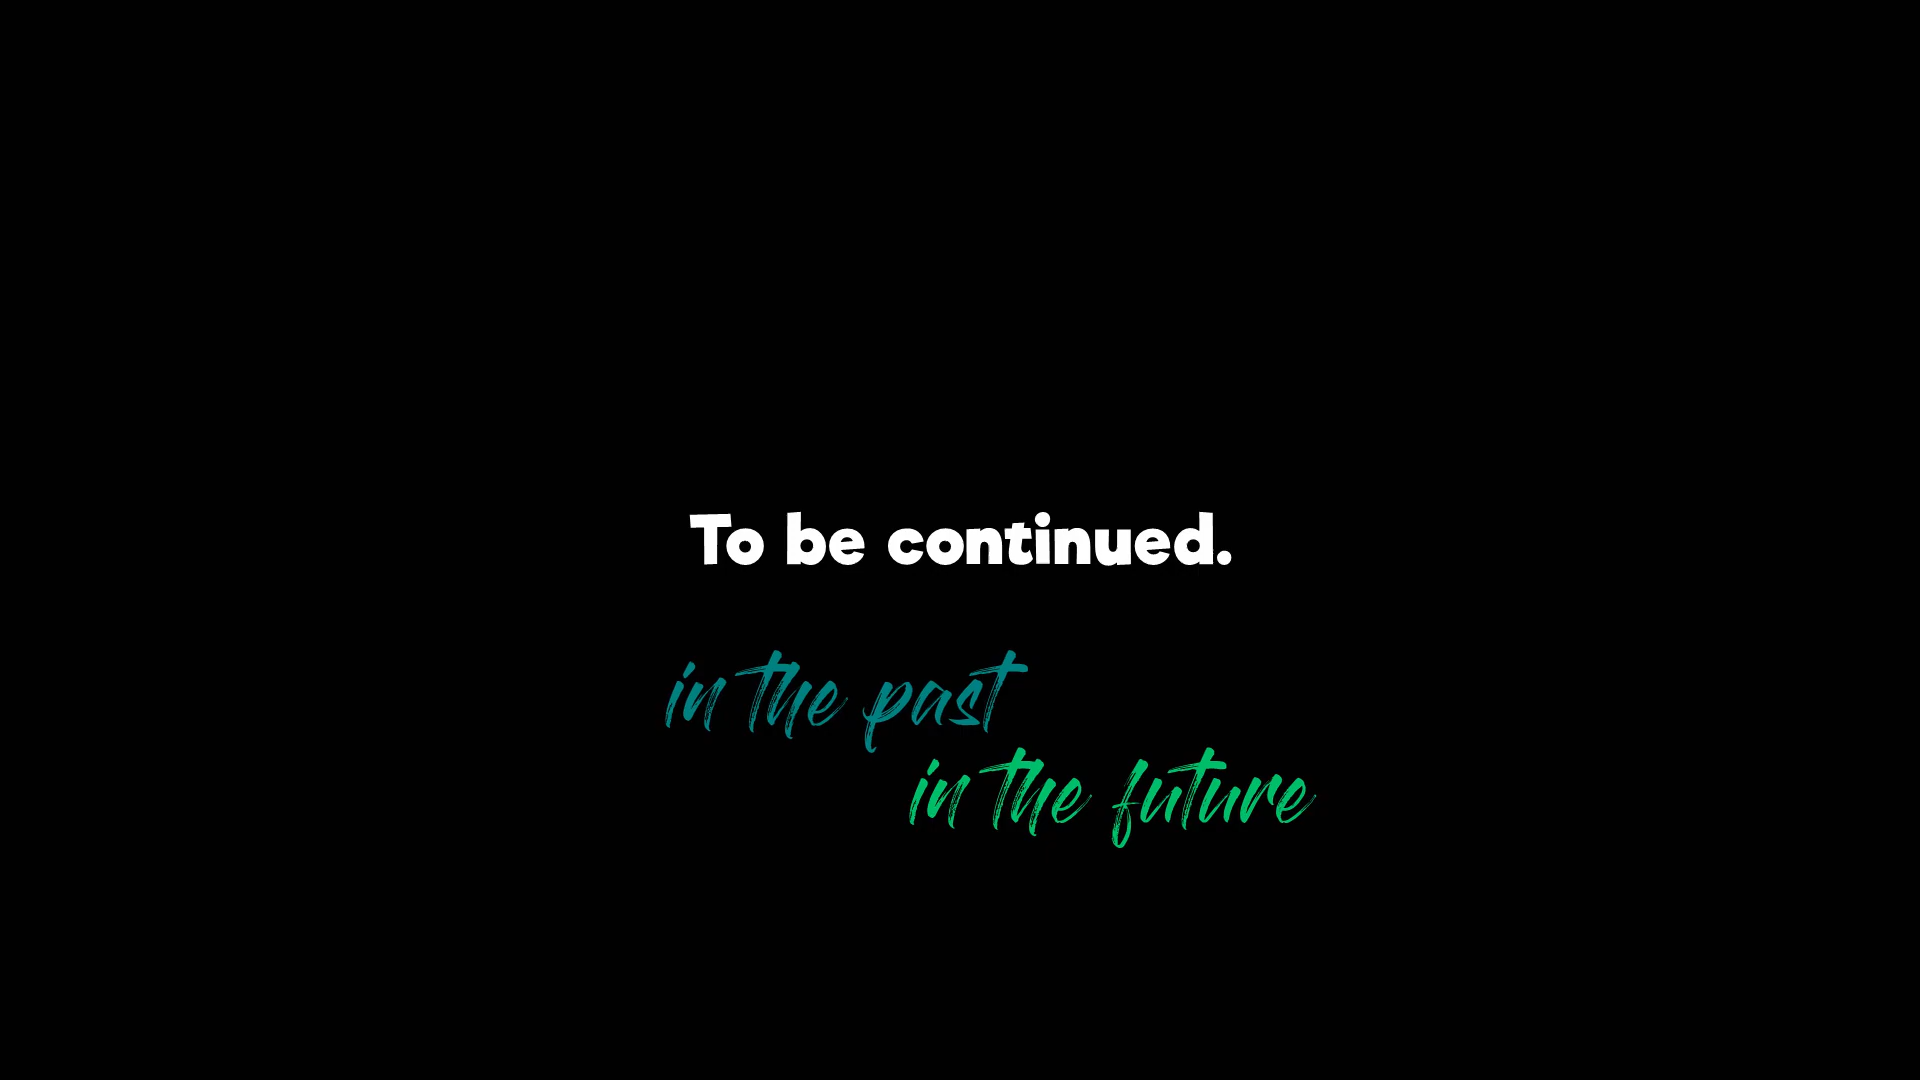 To be continued.
in the past
in the future